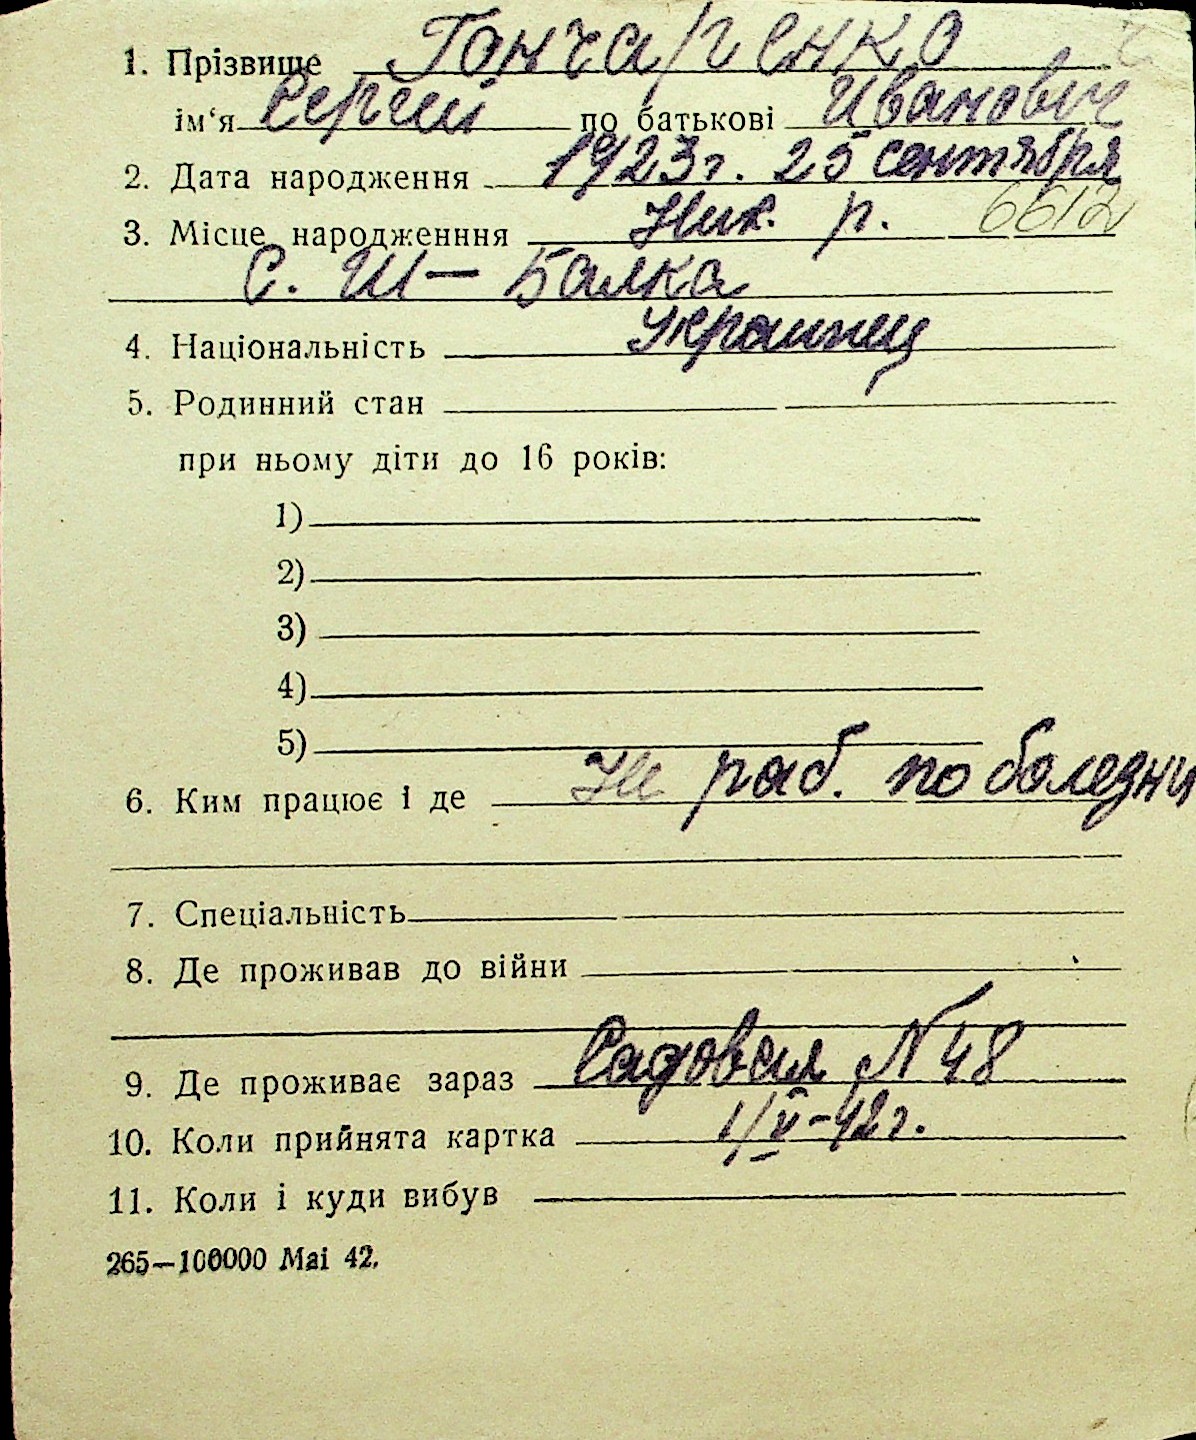 1. Прізвище Гончаренко
ім‘я Сергий по батькові Иванович
2. Дата народження 1923г. 25 сентября
3. Місце народженння Ник. р. 6612
С. Ш — Балка
4. Національність Украинец
5. Родинний стан
при ньому діти до 16 років:
1)
2)
3)
4)
5)
6. Ким працює і де Не раб. по болезни
7. Спеціальність
8. Де проживав до війни
9. Де проживає зараз Садовая № 48
10. Коли прийнята картка 1/V-42г.
11. Коли і куди вибув
265—100000 Mai 42.